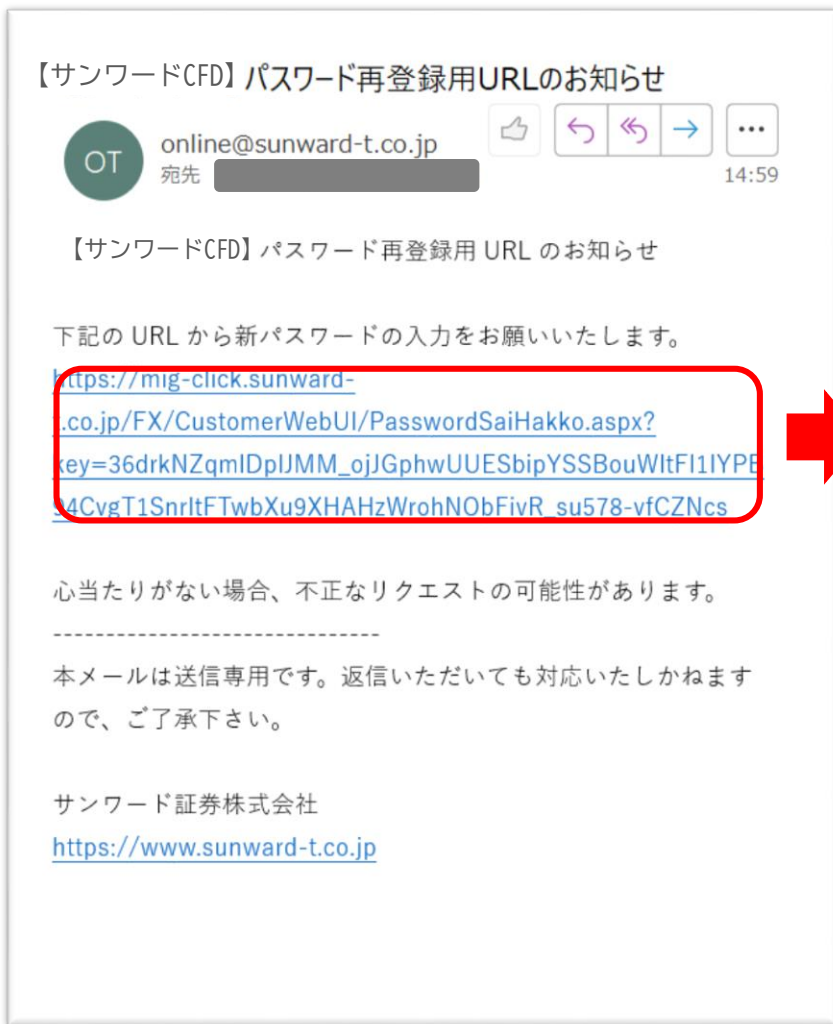 【サンワードCFD】パスワード再登録用URLのお知らせ
OT
online@sunward-t.co.jp
宛先
14:59
【サンワードCFD】パスワード再登録用 URL のお知らせ
下記の URL から新パスワードの入力をお願いいたします。
https://mig-click.sunward-
t.co.jp/FX/CustomerWebUI/PasswordSaiHakko.aspx?
key=36drkNZqmIDpIJMM_ojJGphwUUESbipYSSBouWItFI1IYPE
94CvgT1SnrItFTwbXu9XHAHzWrohNObFivR_su578-vfCZNcs
心当たりがない場合、不正なリクエストの可能性があります。
-------------------------------
本メールは送信専用です。返信いただいても対応いたしかねます
ので、ご了承下さい。
サンワード証券株式会社
https://www.sunward-t.co.jp